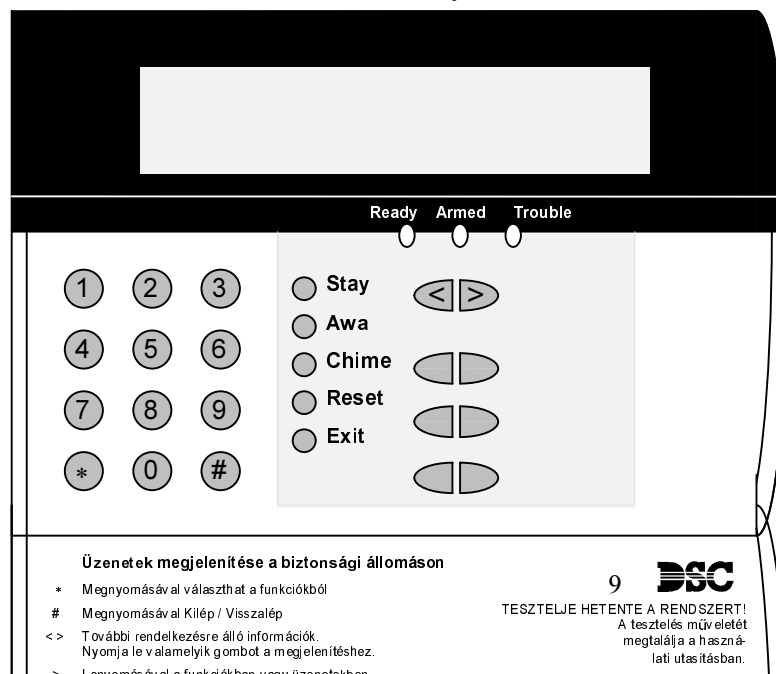 Ready Armed Trouble
1 2 3
4 5 6
7 8 9
* 0 #
Stay
Awa
Chime
Reset
Exit
< >
Üzenetek megjelenítése a biztonsági állomáson
* Megnyomásával választhat a funkciókból
# Megnyomásával Kilép / Visszalép
< > További rendelkezésre álló információk.
Nyomja le valamelyik gombot a megjelenítéshez.
9 DSC
TESZTELJE HETENTE A RENDSZERT!
A tesztelés műveletét
megtalálja a haszná-
lati utasításban.